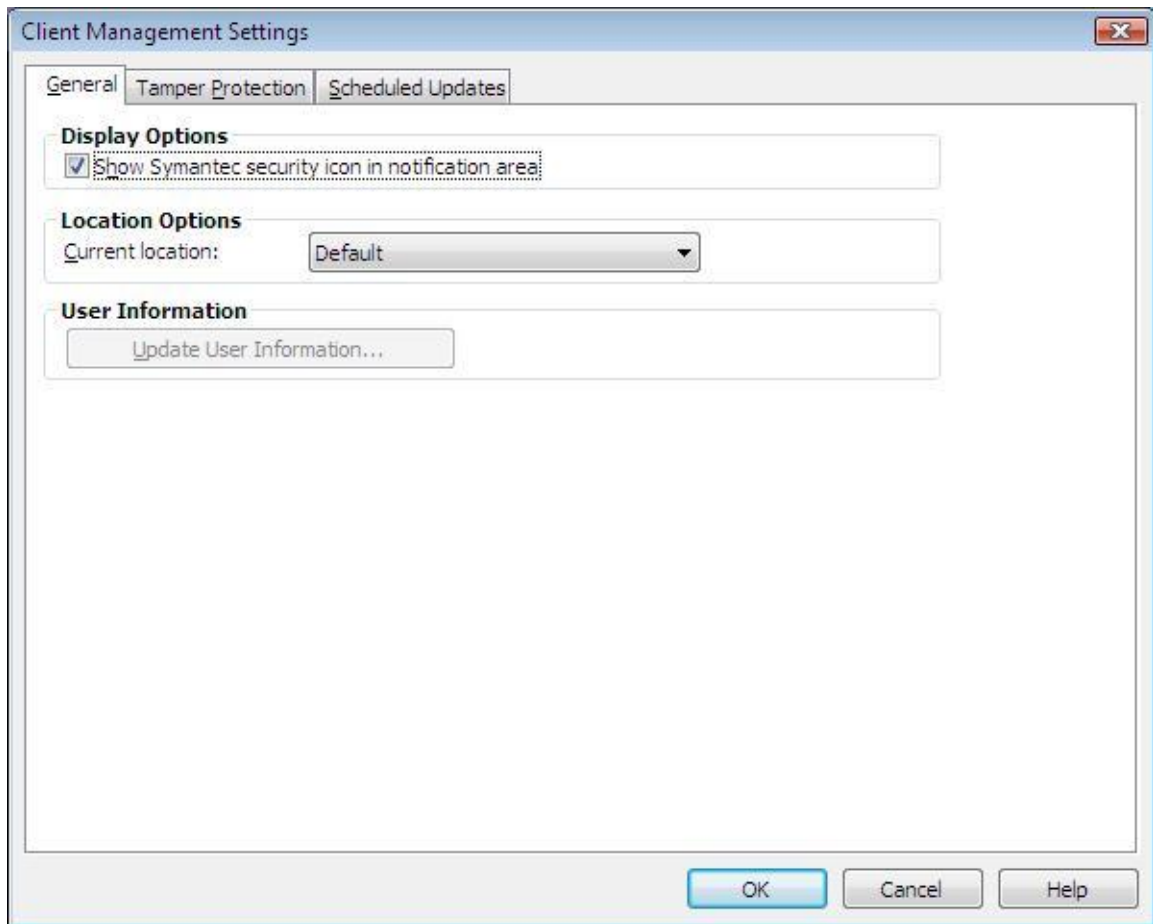 Client Management Settings
General Tamper Protection Scheduled Updates
Display Options
Show Symantec security icon in notification area
Location Options
Current location: Default
User Information
Update User Information...
OK Cancel Help